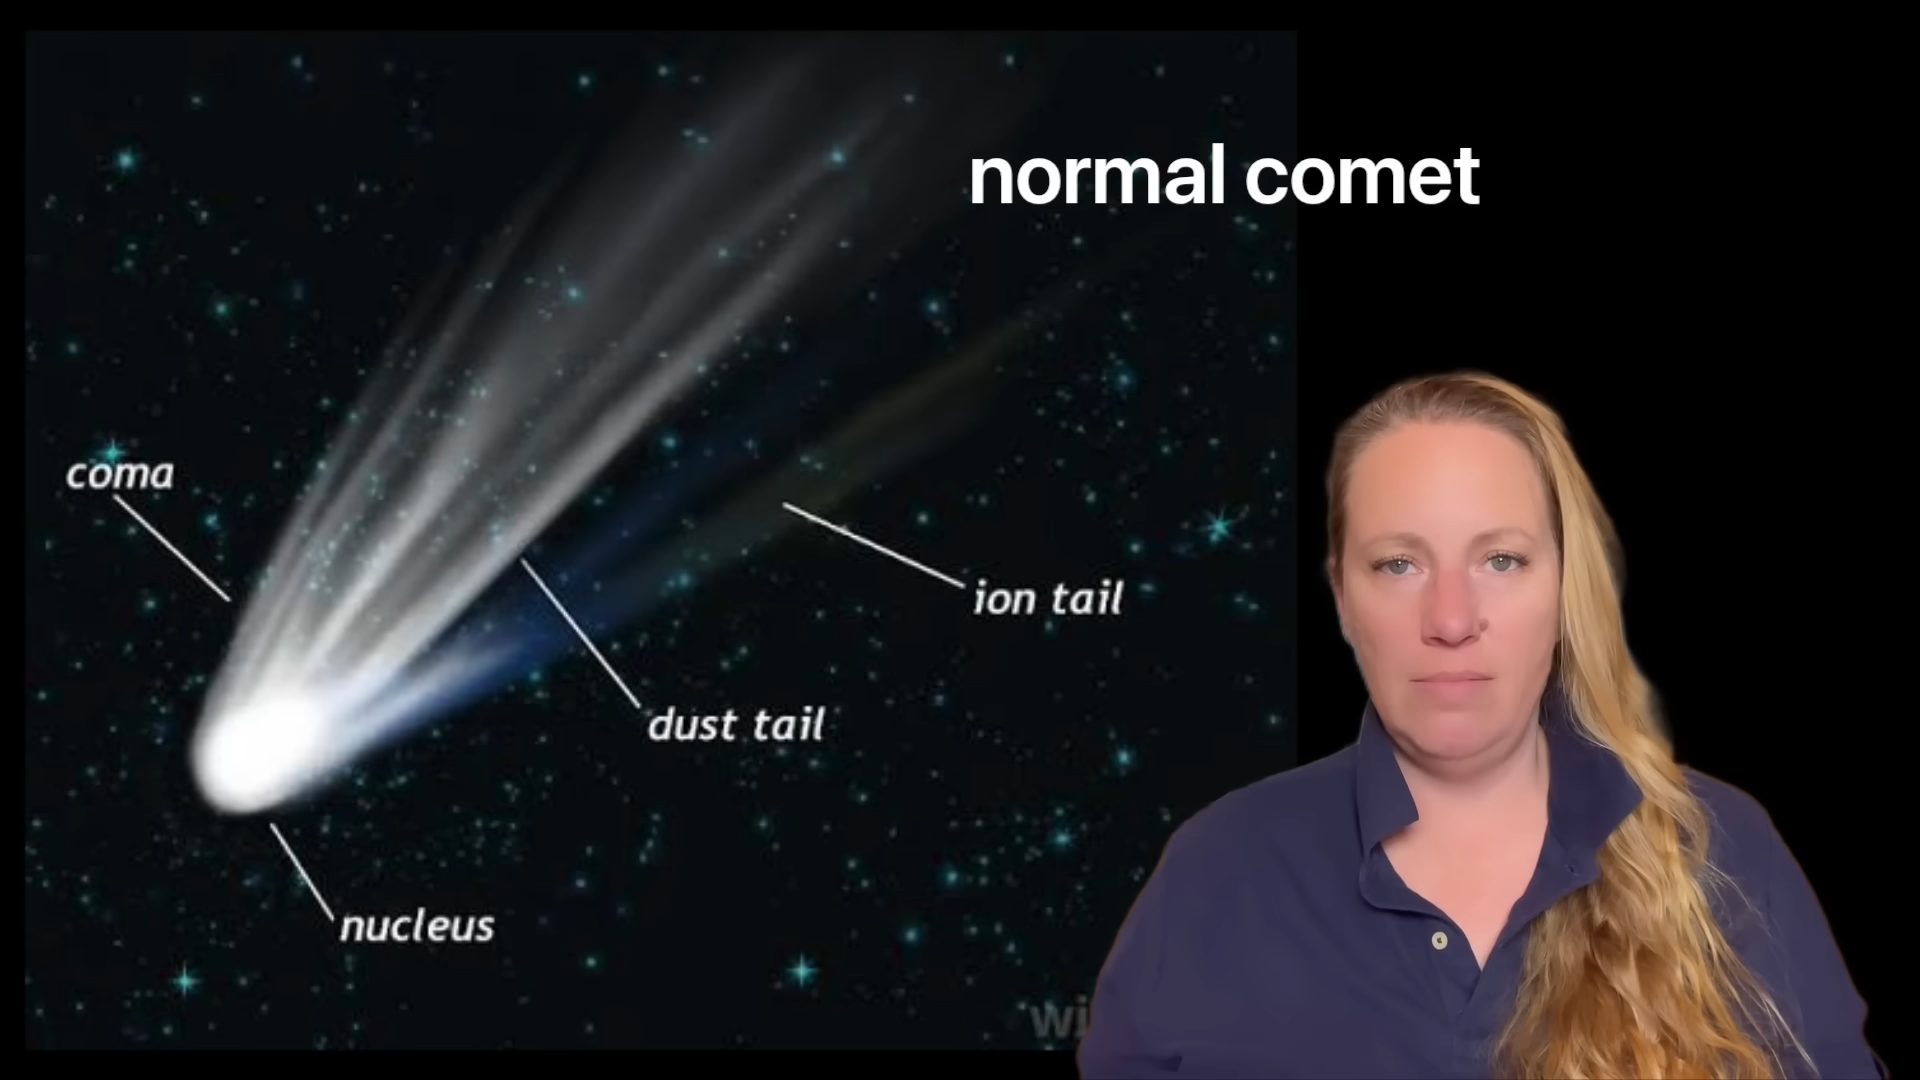 normal comet
coma
ion tail
dust tail
nucleus